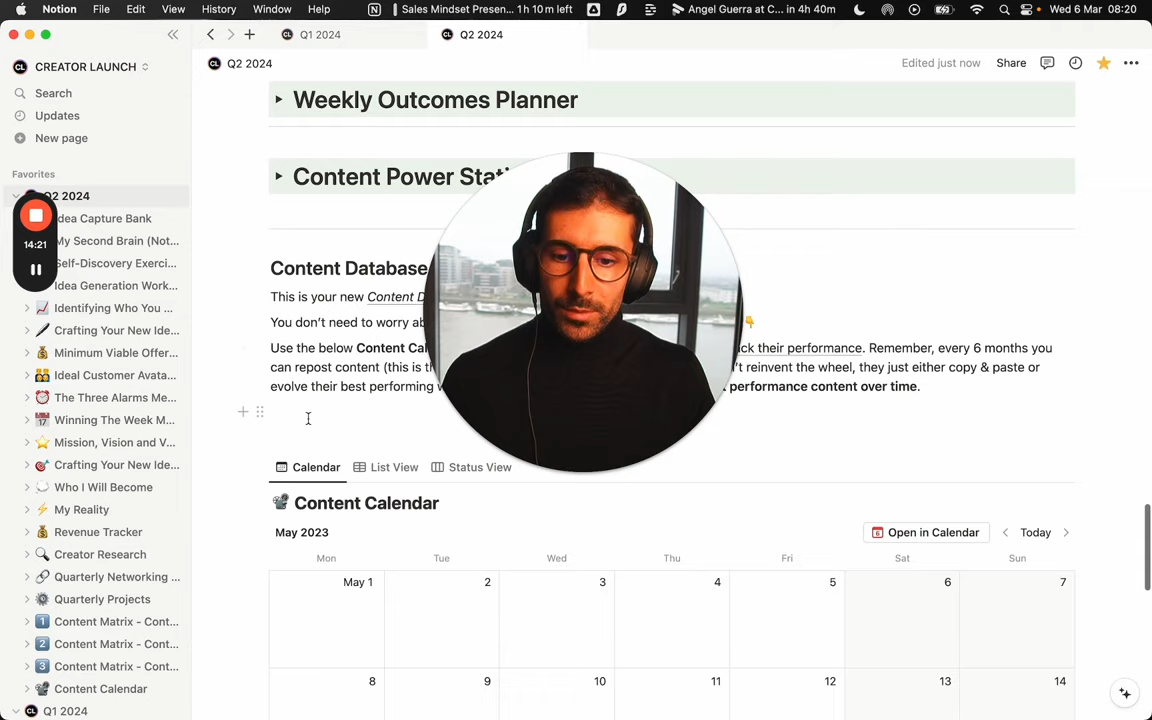 Notion File Edit View History Window Help Sales Mindset Presen... 1 h 10 m left Angel Guerra at C... in 4h 40m Wed 6 Mar 08:20
Q1 2024 Q2 2024
CREATOR LAUNCH
Q2 2024 Edited just now Share
Search
Updates
New page
Favorites
Q2 2024
dea Capture Bank
My Second Brain (Not...
Self-Discovery Exerci...
dea Generation Work...
Identifying Who You ...
Crafting Your New Ide...
Minimum Viable Offer...
Ideal Customer Avata...
The Three Alarms Me...
Winning The Week M...
Mission, Vision and V...
Crafting Your New Ide...
Who I Will Become
My Reality
Revenue Tracker
Creator Research
Quarterly Networking ...
Quarterly Projects
Content Matrix - Cont...
Content Matrix - Cont...
Content Matrix - Cont...
Content Calendar
Q1 2024
14:21
Weekly Outcomes Planner
Content Power Stati
Content Database
This is your new Content D
You don't need to worry ab
Use the below Content Cal ck their performance. Remember, every 6 months you
can repost content (this is th 't reinvent the wheel, they just either copy & paste or
evolve their best performing performance content over time.
Calendar List View Status View
Content Calendar
May 2023 Open in Calendar Today
Mon Tue Wed Thu Fri Sat Sun
May 1 2 3 4 5 6 7
8 9 10 11 12 13 14